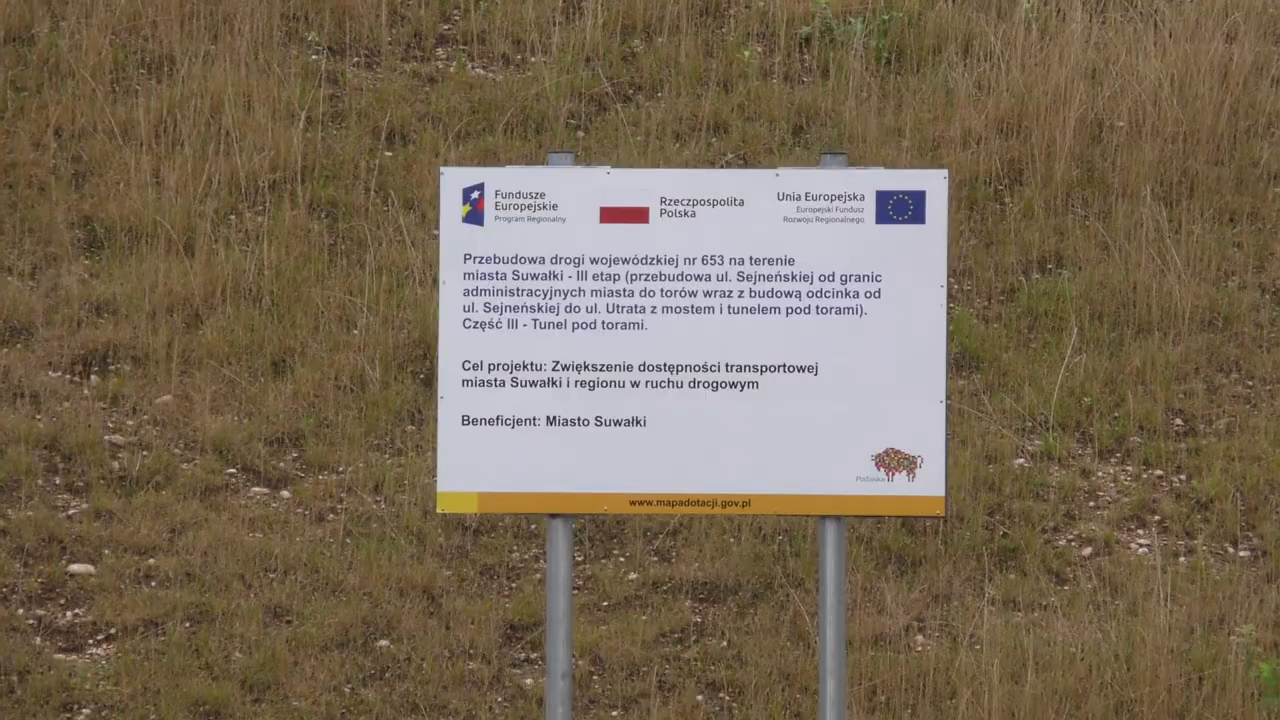 Fundusze
Europejskie
Program Regionalny
Rzeczpospolita
Polska
Unia Europejska
Europejski Fundusz
Rozwoju Regionalnego
Przebudowa drogi wojewódzkiej nr 653 na terenie
miasta Suwałki - III etap (przebudowa ul. Sejneńskiej od granic
administracyjnych miasta do torów wraz z budową odcinka od
ul. Sejneńskiej do ul. Utrata z mostem i tunelem pod torami).
Część III - Tunel pod torami.
Cel projektu: Zwiększenie dostępności transportowej
miasta Suwałki i regionu w ruchu drogowym
Beneficjent: Miasto Suwałki
Podlaskie
www.mapadotacji.gov.pl